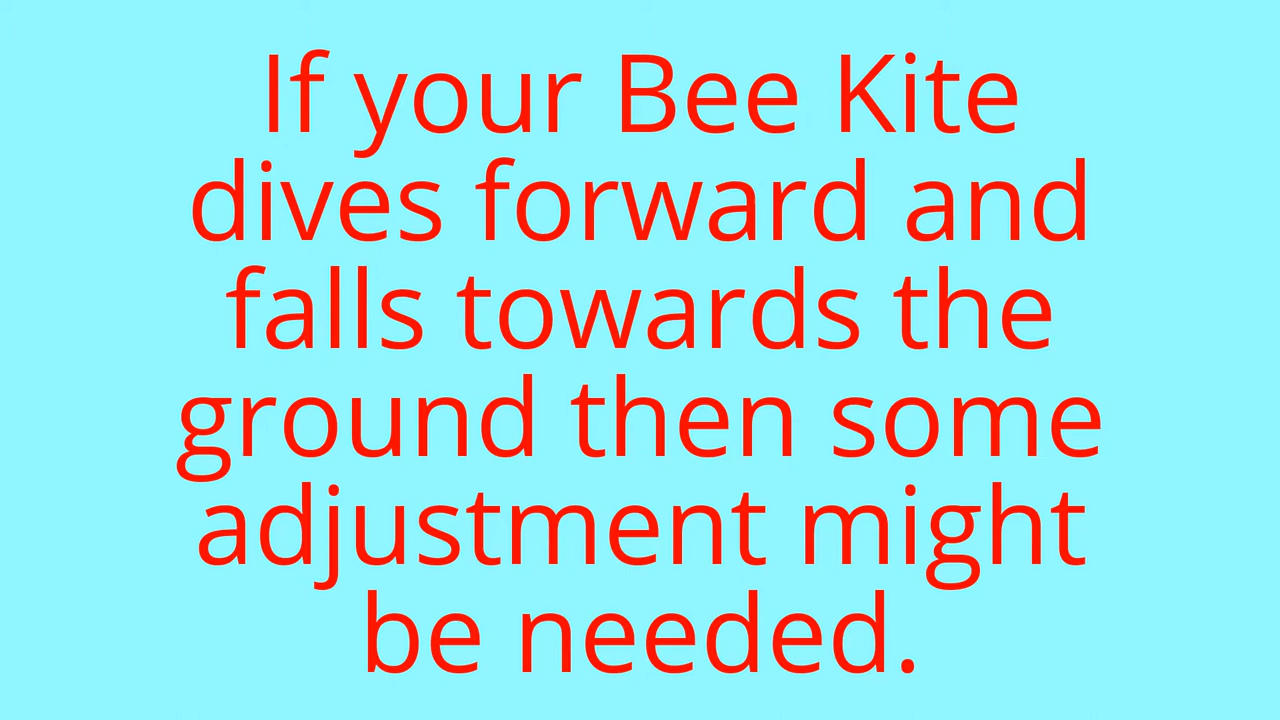 If your Bee Kite
dives forward and
falls towards the
ground then some
adjustment might
be needed.